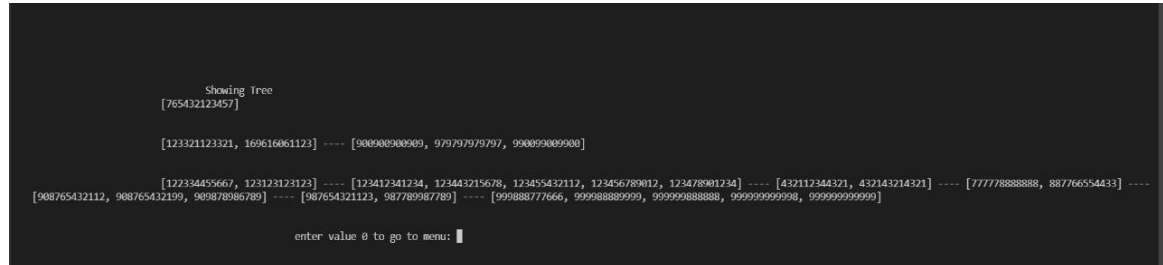 Showing Tree
[765432123457]
[123321123321, 169616061123] ---- [900900900909, 979797979797, 990099009900]
[122334455667, 123123123123] ---- [123412341234, 123443215678, 123455432112, 123456789012, 123478901234] ---- [432112344321, 432143214321] ---- [777778888888, 887766554433] ----
[908765432112, 908765432199, 909878986789] ---- [987654321123, 987789987789] ---- [999888777666, 999988889999, 999999888888, 999999999998, 999999999999]
enter value 0 to go to menu: